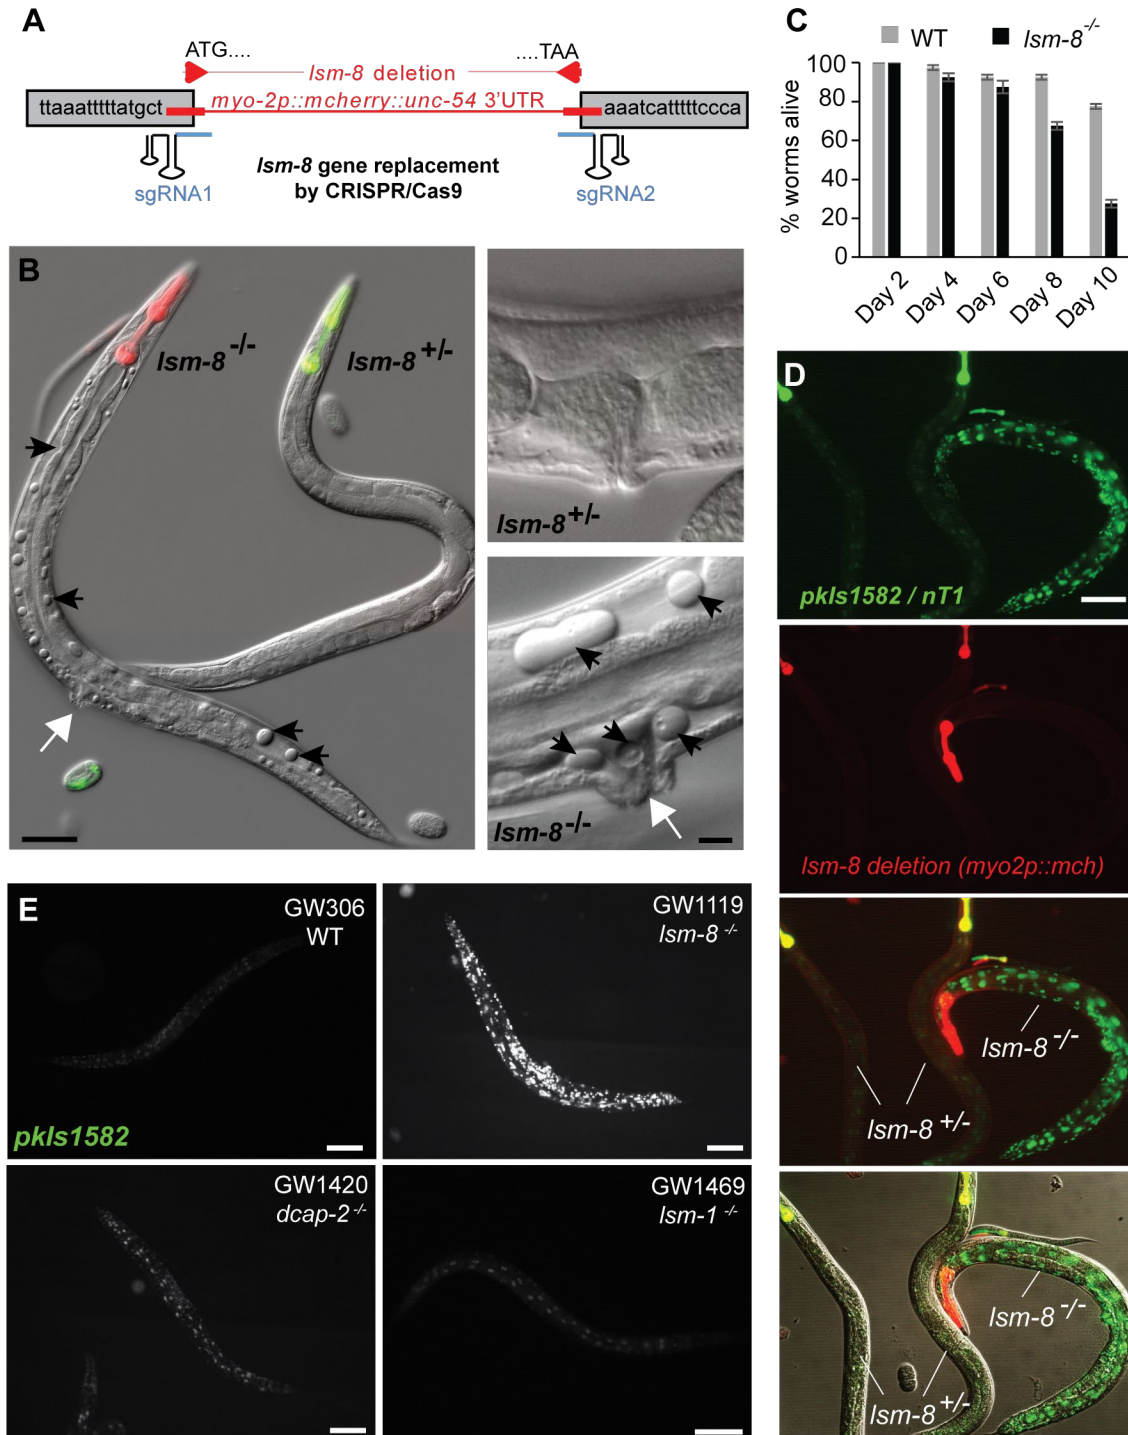 A
ATG....
....TAA
lsm-8 deletion
ttaaatttttatgct
myo-2p::mcherry::unc-54 3'UTR
aaatcatttttccca
sgRNA1
lsm-8 gene replacement
by CRISPR/Cas9
sgRNA2
B
lsm-8 -/-
lsm-8 +/-
lsm-8 +/-
lsm-8 -/-
C
WT
lsm-8 -/-
% worms alive
100
80
60
40
20
0
Day 2
Day 4
Day 6
Day 8
Day 10
D
pkIs1582 / nT1
lsm-8 deletion (myo2p::mch)
lsm-8 -/-
lsm-8 +/-
lsm-8 -/-
lsm-8 +/-
E
GW306
WT
pkIs1582
GW1119
lsm-8 -/-
GW1420
dcap-2 -/-
GW1469
lsm-1 -/-